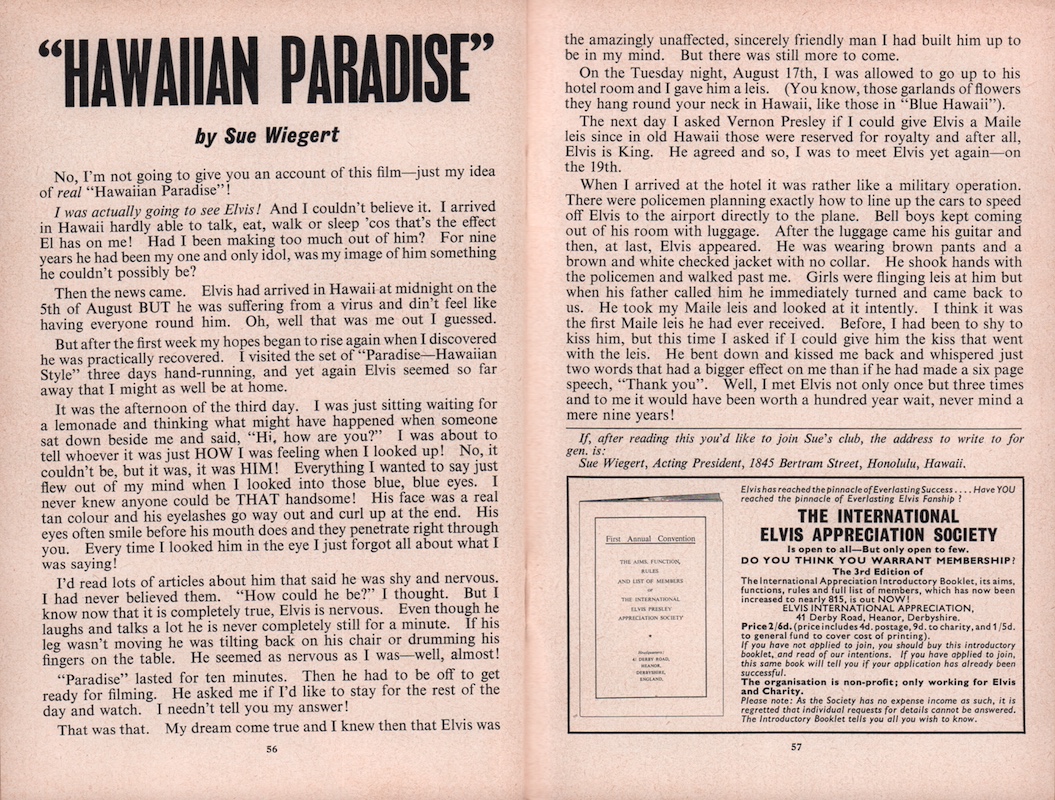 “HAWAIIAN PARADISE”
by Sue Wiegert
No, I'm not going to give you an account of this film—just my idea
of real “Hawaiian Paradise”!
I was actually going to see Elvis! And I couldn't believe it. I arrived
in Hawaii hardly able to talk, eat, walk or sleep 'cos that's the effect
El has on me! Had I been making too much out of him? For nine
years he had been my one and only idol, was my image of him something
he couldn't possibly be?
Then the news came. Elvis had arrived in Hawaii at midnight on the
5th of August BUT he was suffering from a virus and din't feel like
having everyone round him. Oh, well that was me out I guessed.
But after the first week my hopes began to rise again when I discovered
he was practically recovered. I visited the set of “Paradise—Hawaiian
Style” three days hand-running, and yet again Elvis seemed so far
away that I might as well be at home.
It was the afternoon of the third day. I was just sitting waiting for
a lemonade and thinking what might have happened when someone
sat down beside me and said, “Hi, how are you?” I was about to
tell whoever it was just HOW I was feeling when I looked up! No, it
couldn't be, but it was, it was HIM! Everything I wanted to say just
flew out of my mind when I looked into those blue, blue eyes. I
never knew anyone could be THAT handsome! His face was a real
tan colour and his eyelashes go way out and curl up at the end. His
eyes often smile before his mouth does and they penetrate right through
you. Every time I looked him in the eye I just forgot all about what I
was saying!
I'd read lots of articles about him that said he was shy and nervous.
I had never believed them. “How could he be?” I thought. But I
know now that it is completely true, Elvis is nervous. Even though he
laughs and talks a lot he is never completely still for a minute. If his
leg wasn't moving he was tilting back on his chair or drumming his
fingers on the table. He seemed as nervous as I was—well, almost!
“Paradise” lasted for ten minutes. Then he had to be off to get
ready for filming. He asked me if I'd like to stay for the rest of the
day and watch. I needn't tell you my answer!
That was that. My dream come true and I knew then that Elvis was
56
the amazingly unaffected, sincerely friendly man I had built him up to
be in my mind. But there was still more to come.
On the Tuesday night, August 17th, I was allowed to go up to his
hotel room and I gave him a leis. (You know, those garlands of flowers
they hang round your neck in Hawaii, like those in “Blue Hawaii”).
The next day I asked Vernon Presley if I could give Elvis a Maile
leis since in old Hawaii those were reserved for royalty and after all,
Elvis is King. He agreed and so, I was to meet Elvis yet again—on
the 19th.
When I arrived at the hotel it was rather like a military operation.
There were policemen planning exactly how to line up the cars to speed
off Elvis to the airport directly to the plane. Bell boys kept coming
out of his room with luggage. After the luggage came his guitar and
then, at last, Elvis appeared. He was wearing brown pants and a
brown and white checked jacket with no collar. He shook hands with
the policemen and walked past me. Girls were flinging leis at him but
when his father called him he immediately turned and came back to
us. He took my Maile leis and looked at it intently. I think it was
the first Maile leis he had ever received. Before, I had been to shy to
kiss him, but this time I asked if I could give him the kiss that went
with the leis. He bent down and kissed me back and whispered just
two words that had a bigger effect on me than if he had made a six page
speech, “Thank you”. Well, I met Elvis not only once but three times
and to me it would have been worth a hundred year wait, never mind a
mere nine years!
If, after reading this you'd like to join Sue's club, the address to write to for
gen. is:
Sue Wiegert, Acting President, 1845 Bertram Street, Honolulu, Hawaii.
First Annual Convention
THE AIMS, FUNCTION,
RULES
AND LIST OF MEMBERS
OF
THE INTERNATIONAL
ELVIS PRESLEY
APPRECIATION SOCIETY
Headquarters:
41 DERBY ROAD,
HEANOR,
DERBYSHIRE,
ENGLAND.
Elvis has reached the pinnacle of Everlasting Success . . . . Have YOU
reached the pinnacle of Everlasting Elvis Fanship ?
THE INTERNATIONAL
ELVIS APPRECIATION SOCIETY
Is open to all—But only open to few.
DO YOU THINK YOU WARRANT MEMBERSHIP?
The 3rd Edition of
The International Appreciation Introductory Booklet, its aims,
functions, rules and full list of members, which has now been
increased to nearly 815, is out NOW!
ELVIS INTERNATIONAL APPRECIATION,
41 Derby Road, Heanor, Derbyshire.
Price 2/6d. (price includes 4d. postage, 9d. to charity, and 1/5d.
to general fund to cover cost of printing).
If you have not applied to join, you should buy this introductory
booklet, and read of our intentions. If you have applied to join,
this same book will tell you if your application has already been
successful.
The organisation is non-profit; only working for Elvis
and Charity.
Please note: As the Society has no expense income as such, it is
regretted that individual requests for details cannot be answered.
The Introductory Booklet tells you all you wish to know.
57